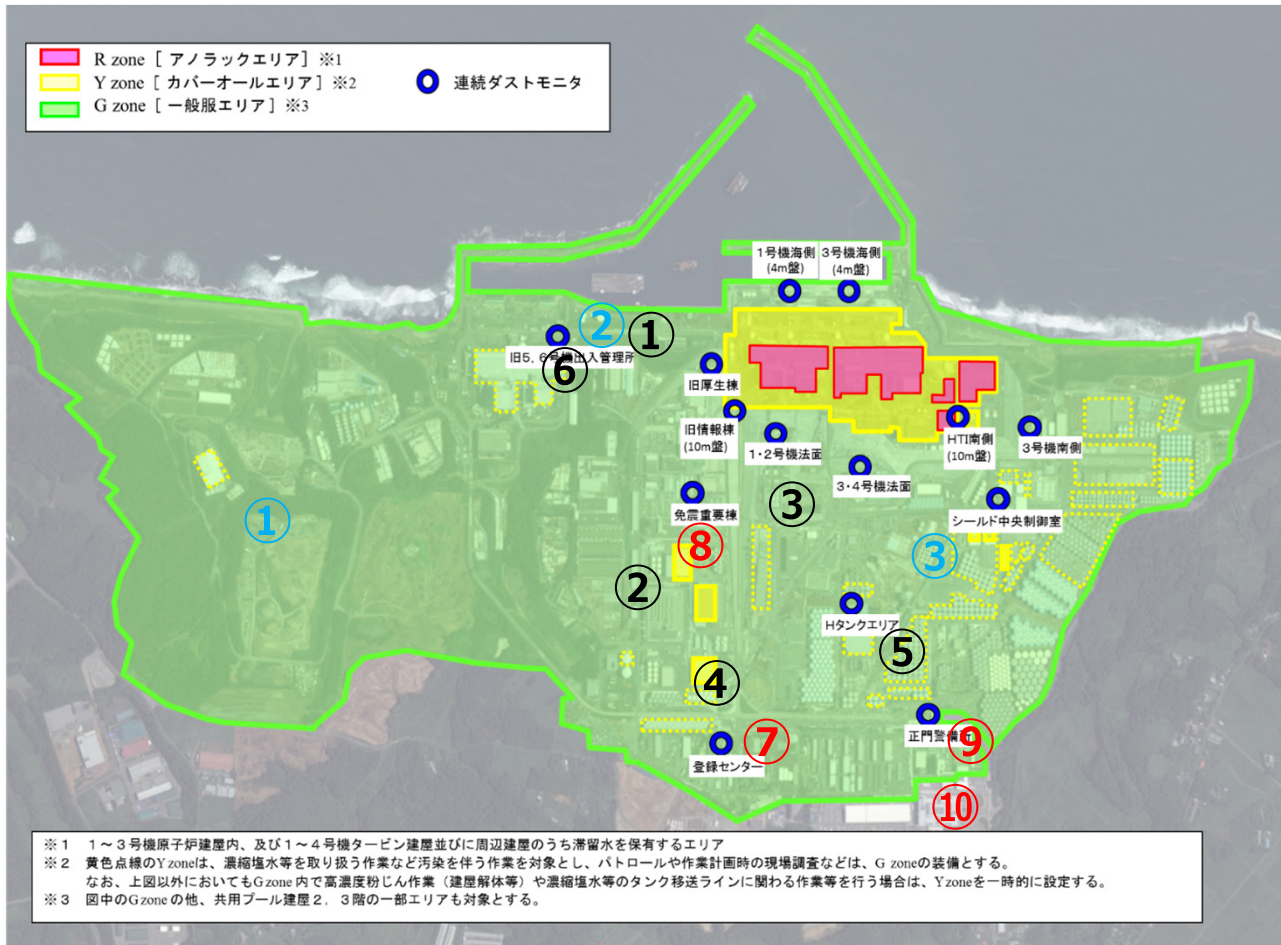 R zone [ アノラックエリア] ※1
Y zone [ カバーオールエリア] ※2
G zone [ 一般服エリア] ※3
連続ダストモニタ
1号機海側
(4m盤)
3号機海側
(4m盤)
②
①
旧5，6号機出入管理所
⑥
旧厚生棟
旧情報棟
(10m盤)
1・2号機法面
HTI南側
(10m盤)
3号機南側
3・4号機法面
免震重要棟
③
シールド中央制御室
①
⑧
③
②
Hタンクエリア
⑤
④
正門警備所
⑨
⑦
登録センター
⑩
※１ １～３号機原子炉建屋内、及び１～４号機タービン建屋並びに周辺建屋のうち滞留水を保有するエリア
※２ 黄色点線のY zoneは、濃縮塩水等を取り扱う作業など汚染を伴う作業を対象とし、パトロールや作業計画時の現場調査などは、G zoneの装備とする。
なお、上図以外においてもG zone 内で高濃度粉じん作業（建屋解体等）や濃縮塩水等のタンク移送ラインに関わる作業等を行う場合は、Y zoneを一時的に設定する。
※３ 図中のG zone の他、共用プール建屋２．３階の一部エリアも対象とする。